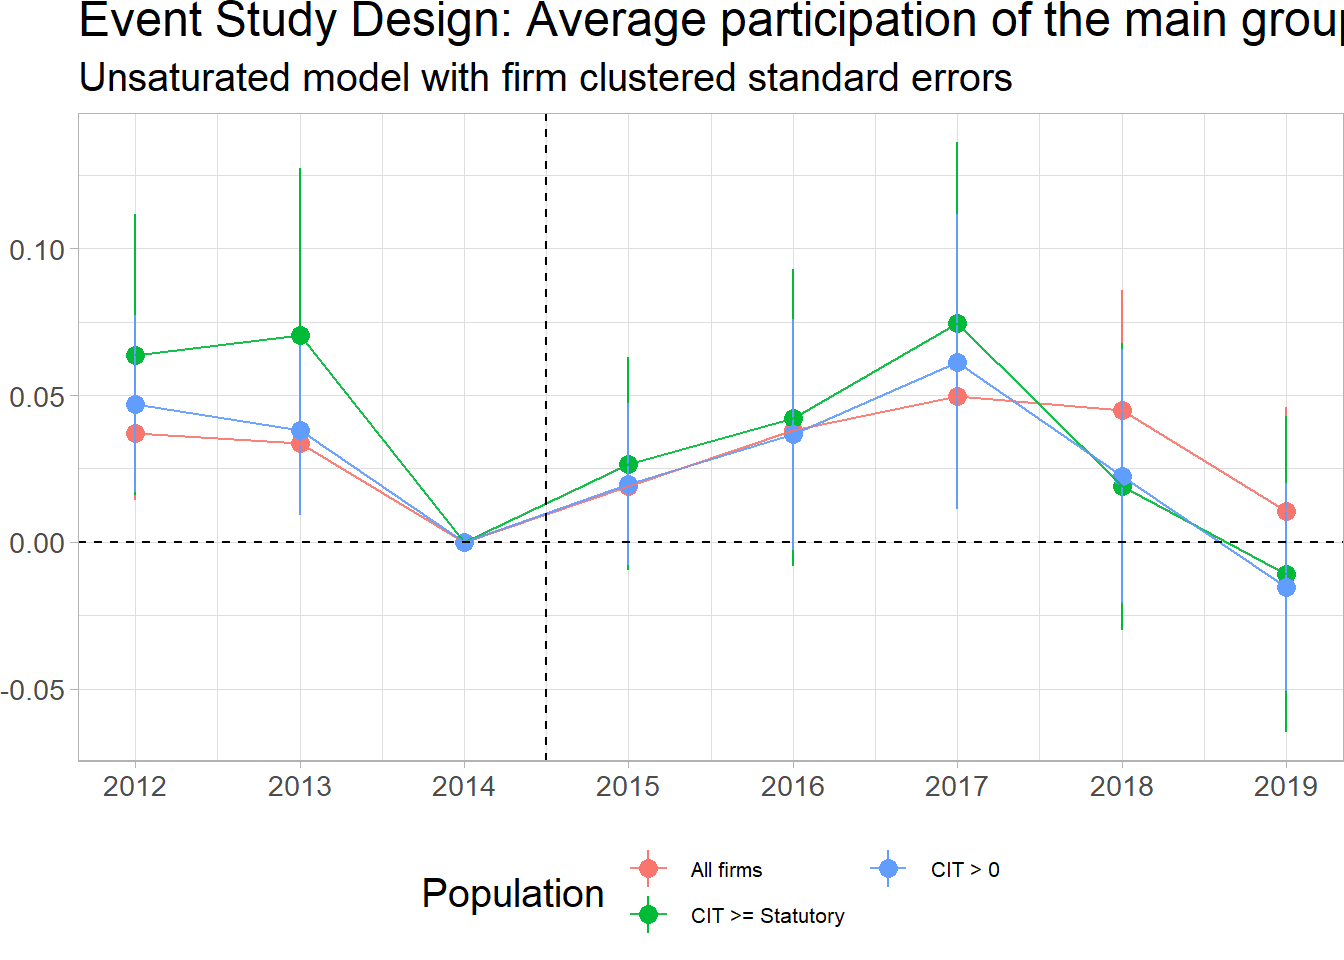 Event Study Design: Average participation of the main group
Unsaturated model with firm clustered standard errors
0.10
0.05
0.00
-0.05
2012 2013 2014 2015 2016 2017 2018 2019
Population
All firms
CIT > 0
CIT >= Statutory